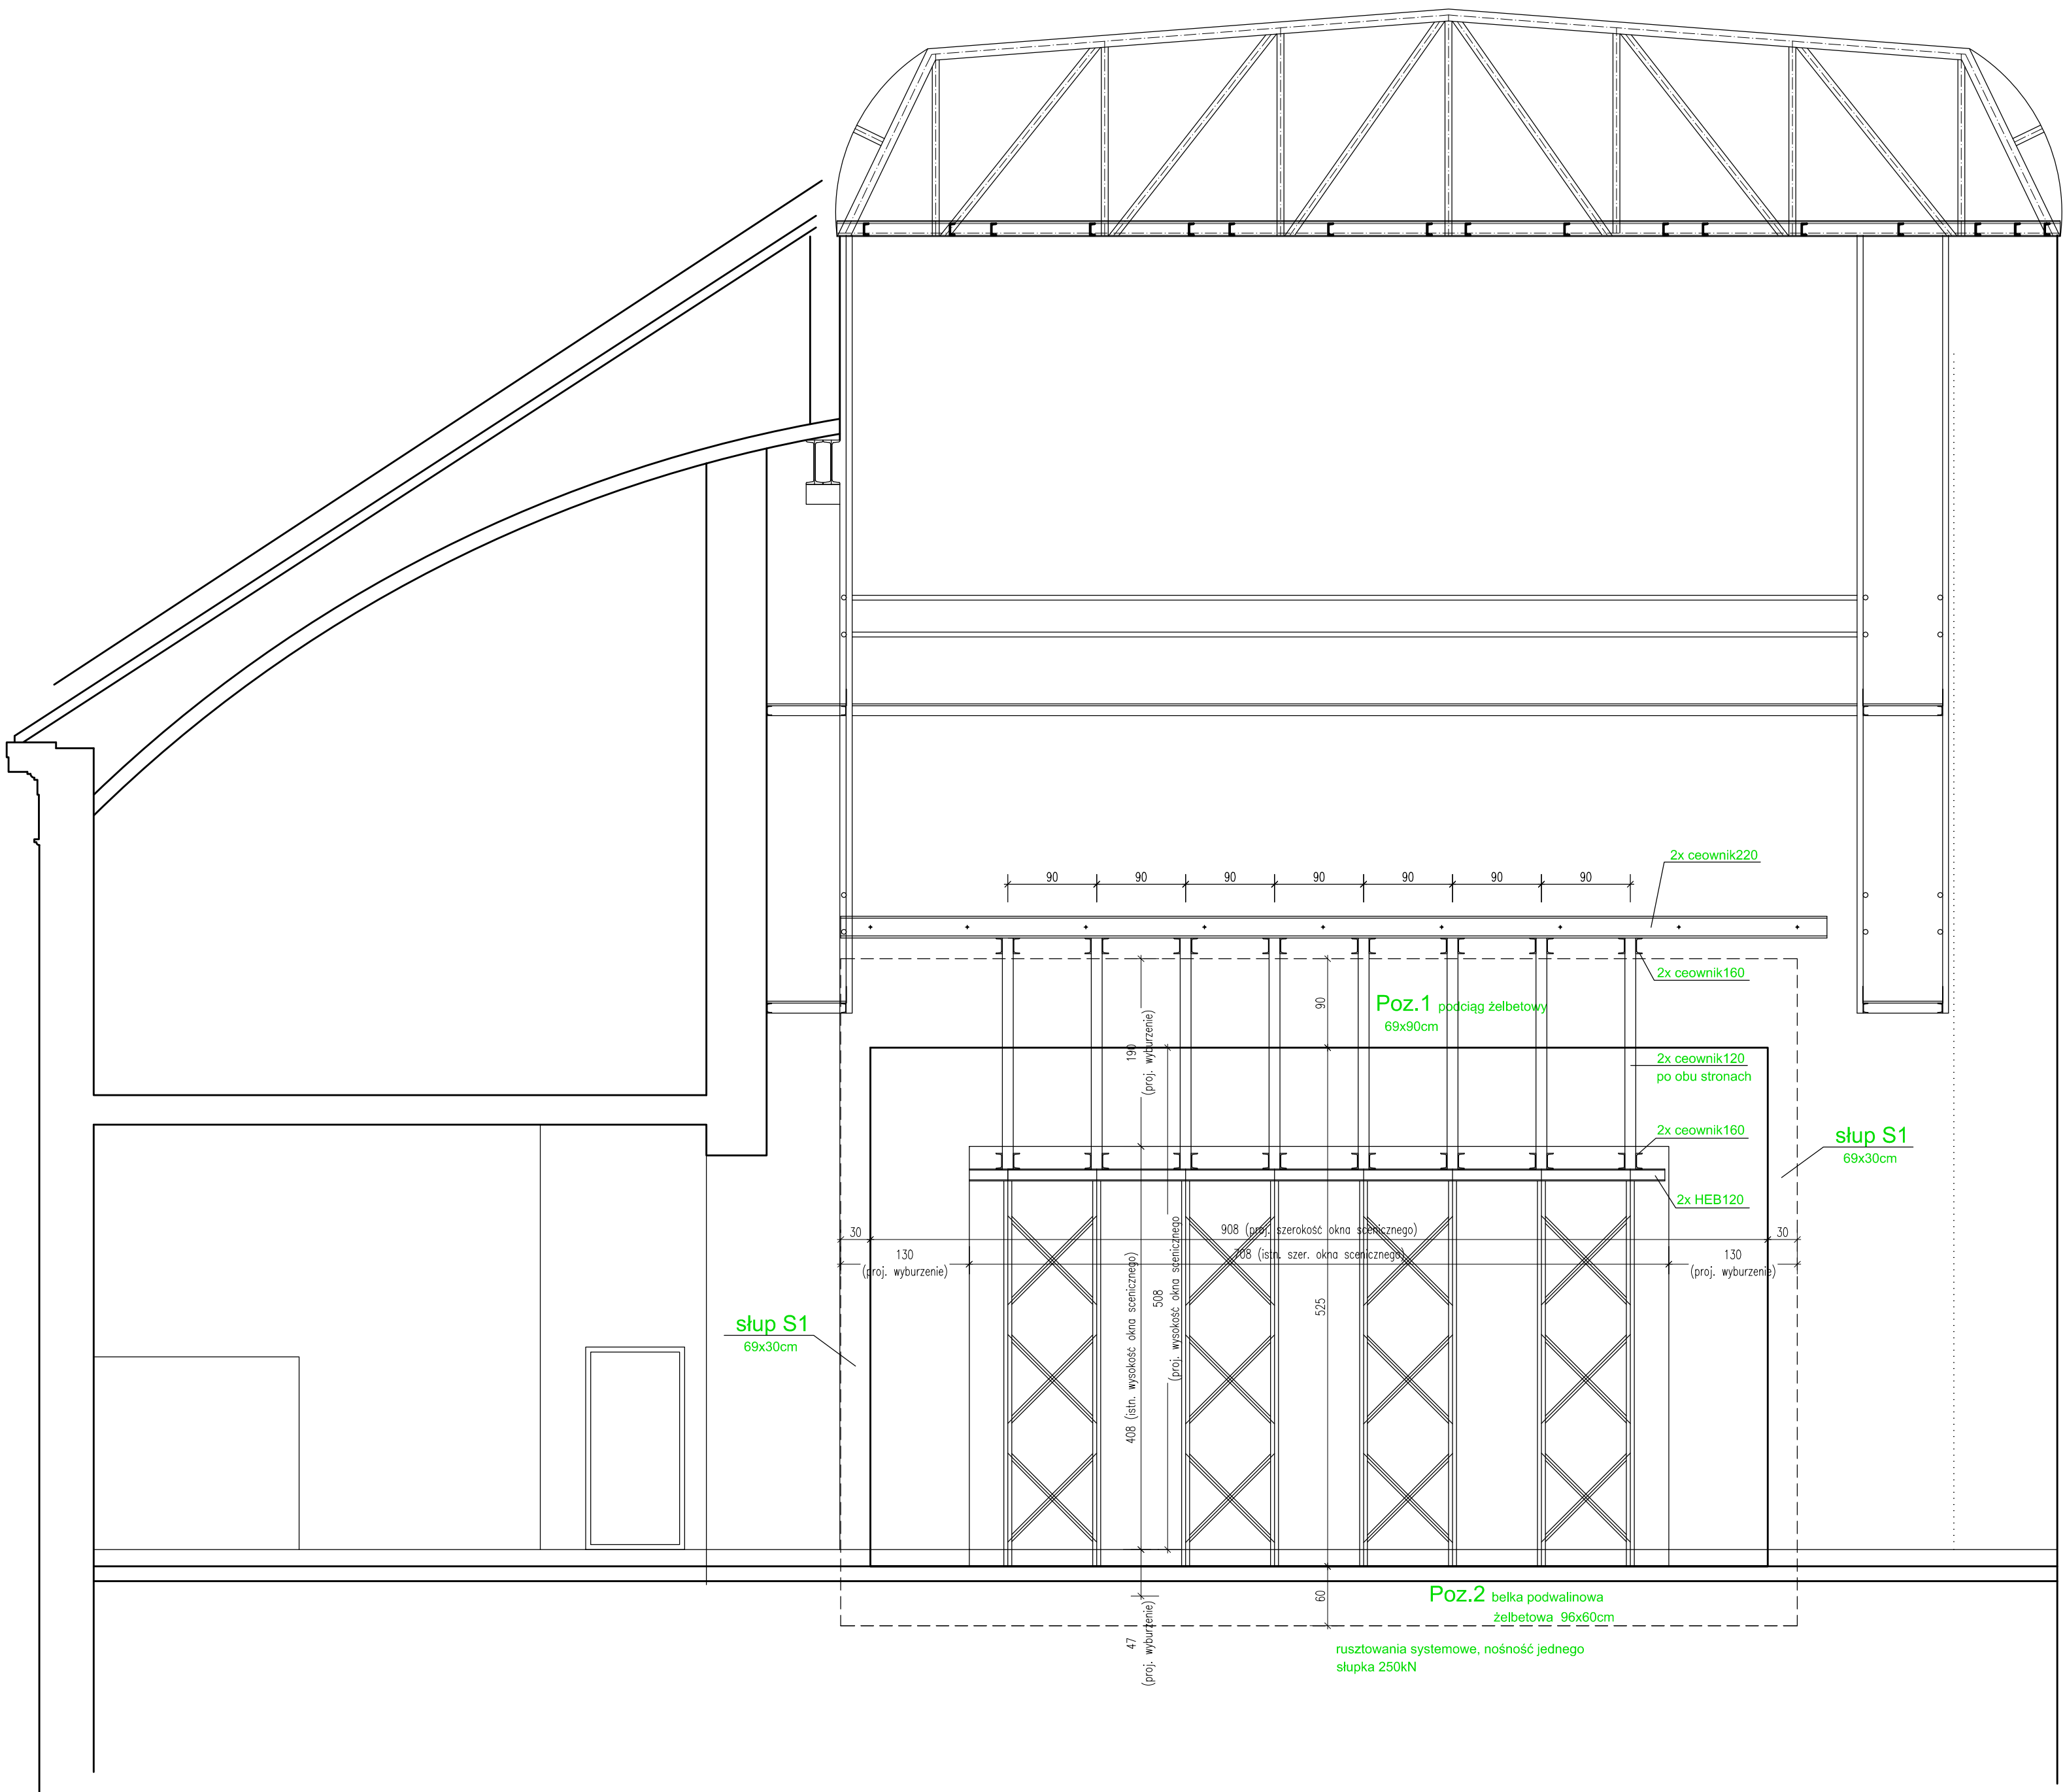 2x ceownik220
90
90
90
90
90
90
90
2x ceownik160
90
Poz.1 podciąg żelbetowy
69x90cm
190
(proj. wyburzenie)
2x ceownik120
po obu stronach
2x ceownik160
słup S1
69x30cm
2x HEB120
30
908 (proj. szerokość okna scenicznego)
30
130
(proj. wyburzenie)
708 (istn. szer. okna scenicznego)
130
(proj. wyburzenie)
408 (istn. wysokość okna scenicznego)
508
(proj. wysokość okna scenicznego
525
słup S1
69x30cm
60
Poz.2 belka podwalinowa
żelbetowa 96x60cm
47
(proj. wyburzenie)
rusztowania systemowe, nośność jednego
słupka 250kN